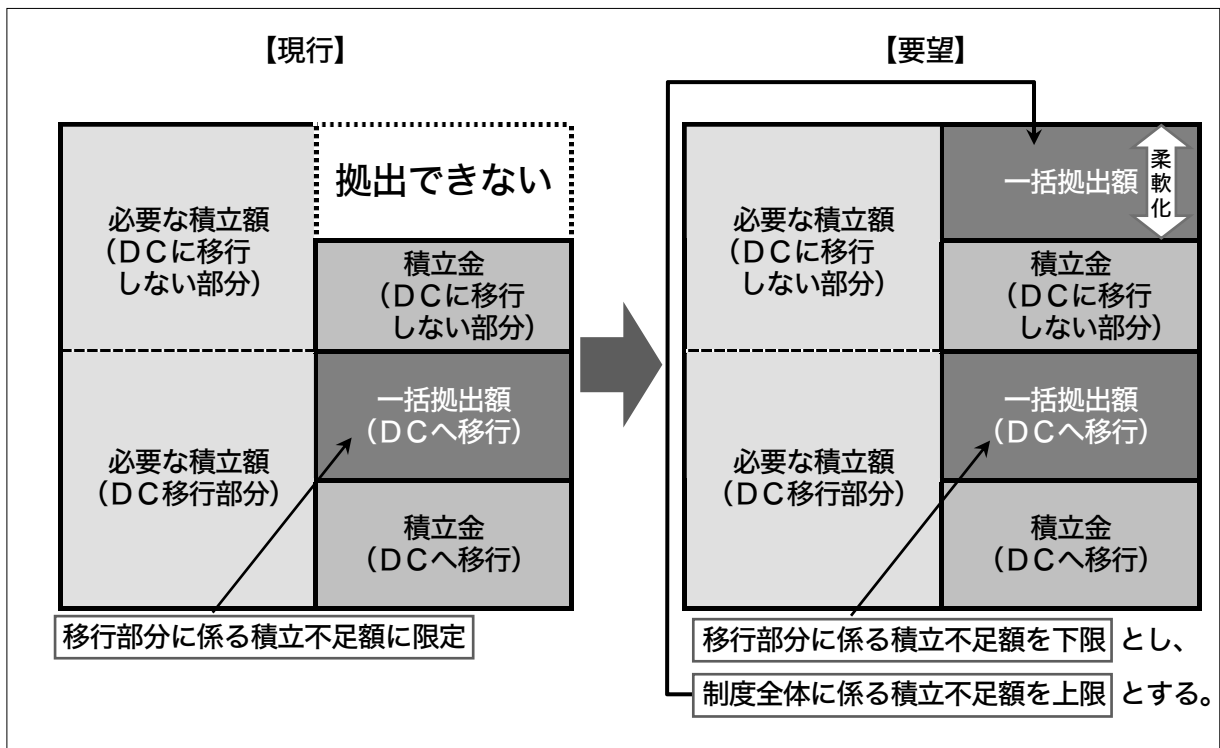 【現行】
必要な積立額
（ＤＣに移行
しない部分）
拠出できない
積立金
（ＤＣに移行
しない部分）
必要な積立額
（ＤＣ移行部分）
一括拠出額
（ＤＣへ移行）
積立金
（ＤＣへ移行）
移行部分に係る積立不足額に限定
【要望】
必要な積立額
（ＤＣに移行
しない部分）
一括拠出額
柔軟化
積立金
（ＤＣに移行
しない部分）
必要な積立額
（ＤＣ移行部分）
一括拠出額
（ＤＣへ移行）
積立金
（ＤＣへ移行）
移行部分に係る積立不足額を下限 とし、
制度全体に係る積立不足額を上限 とする。